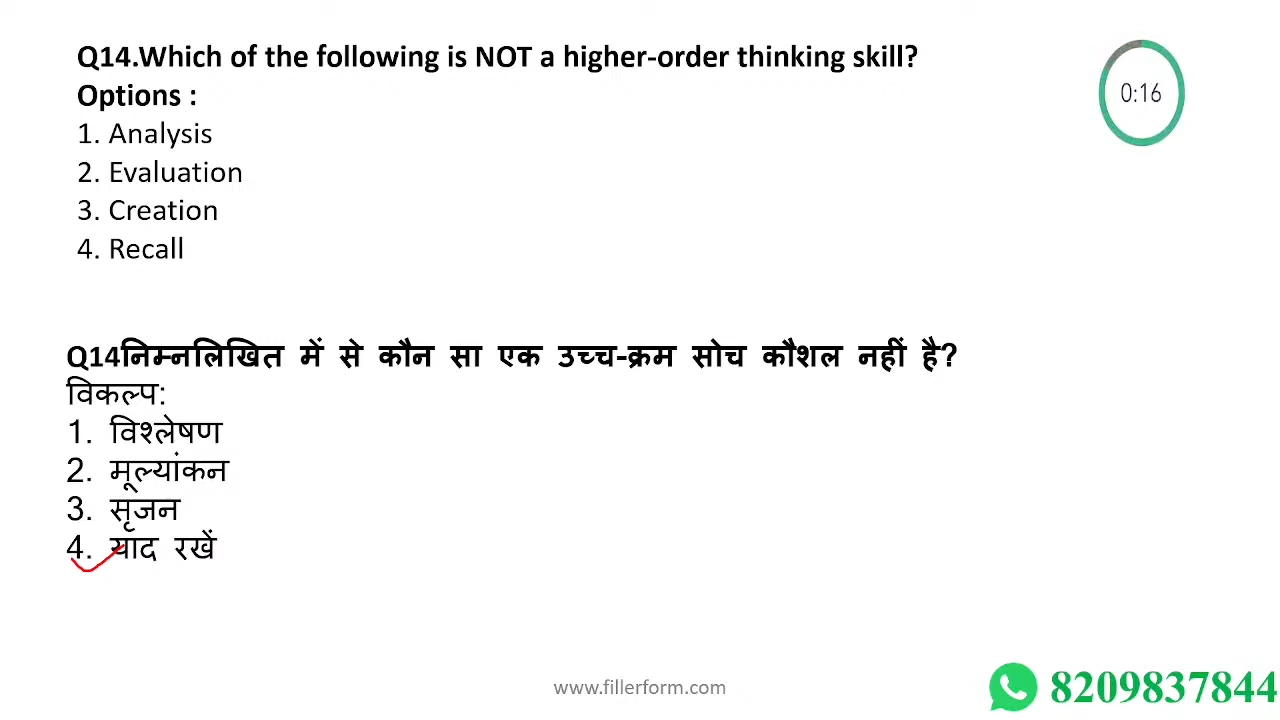 Q14.Which of the following is NOT a higher-order thinking skill?
Options :
0:16
1. Analysis
2. Evaluation
3. Creation
4. Recall
Q14निम्नलिखित में से कौन सा एक उच्च-क्रम सोच कौशल नहीं है?
विकल्प:
1. विश्लेषण
2. मूल्यांकन
3. सृजन
4. याद रखें
www.fillerform.com
8209837844